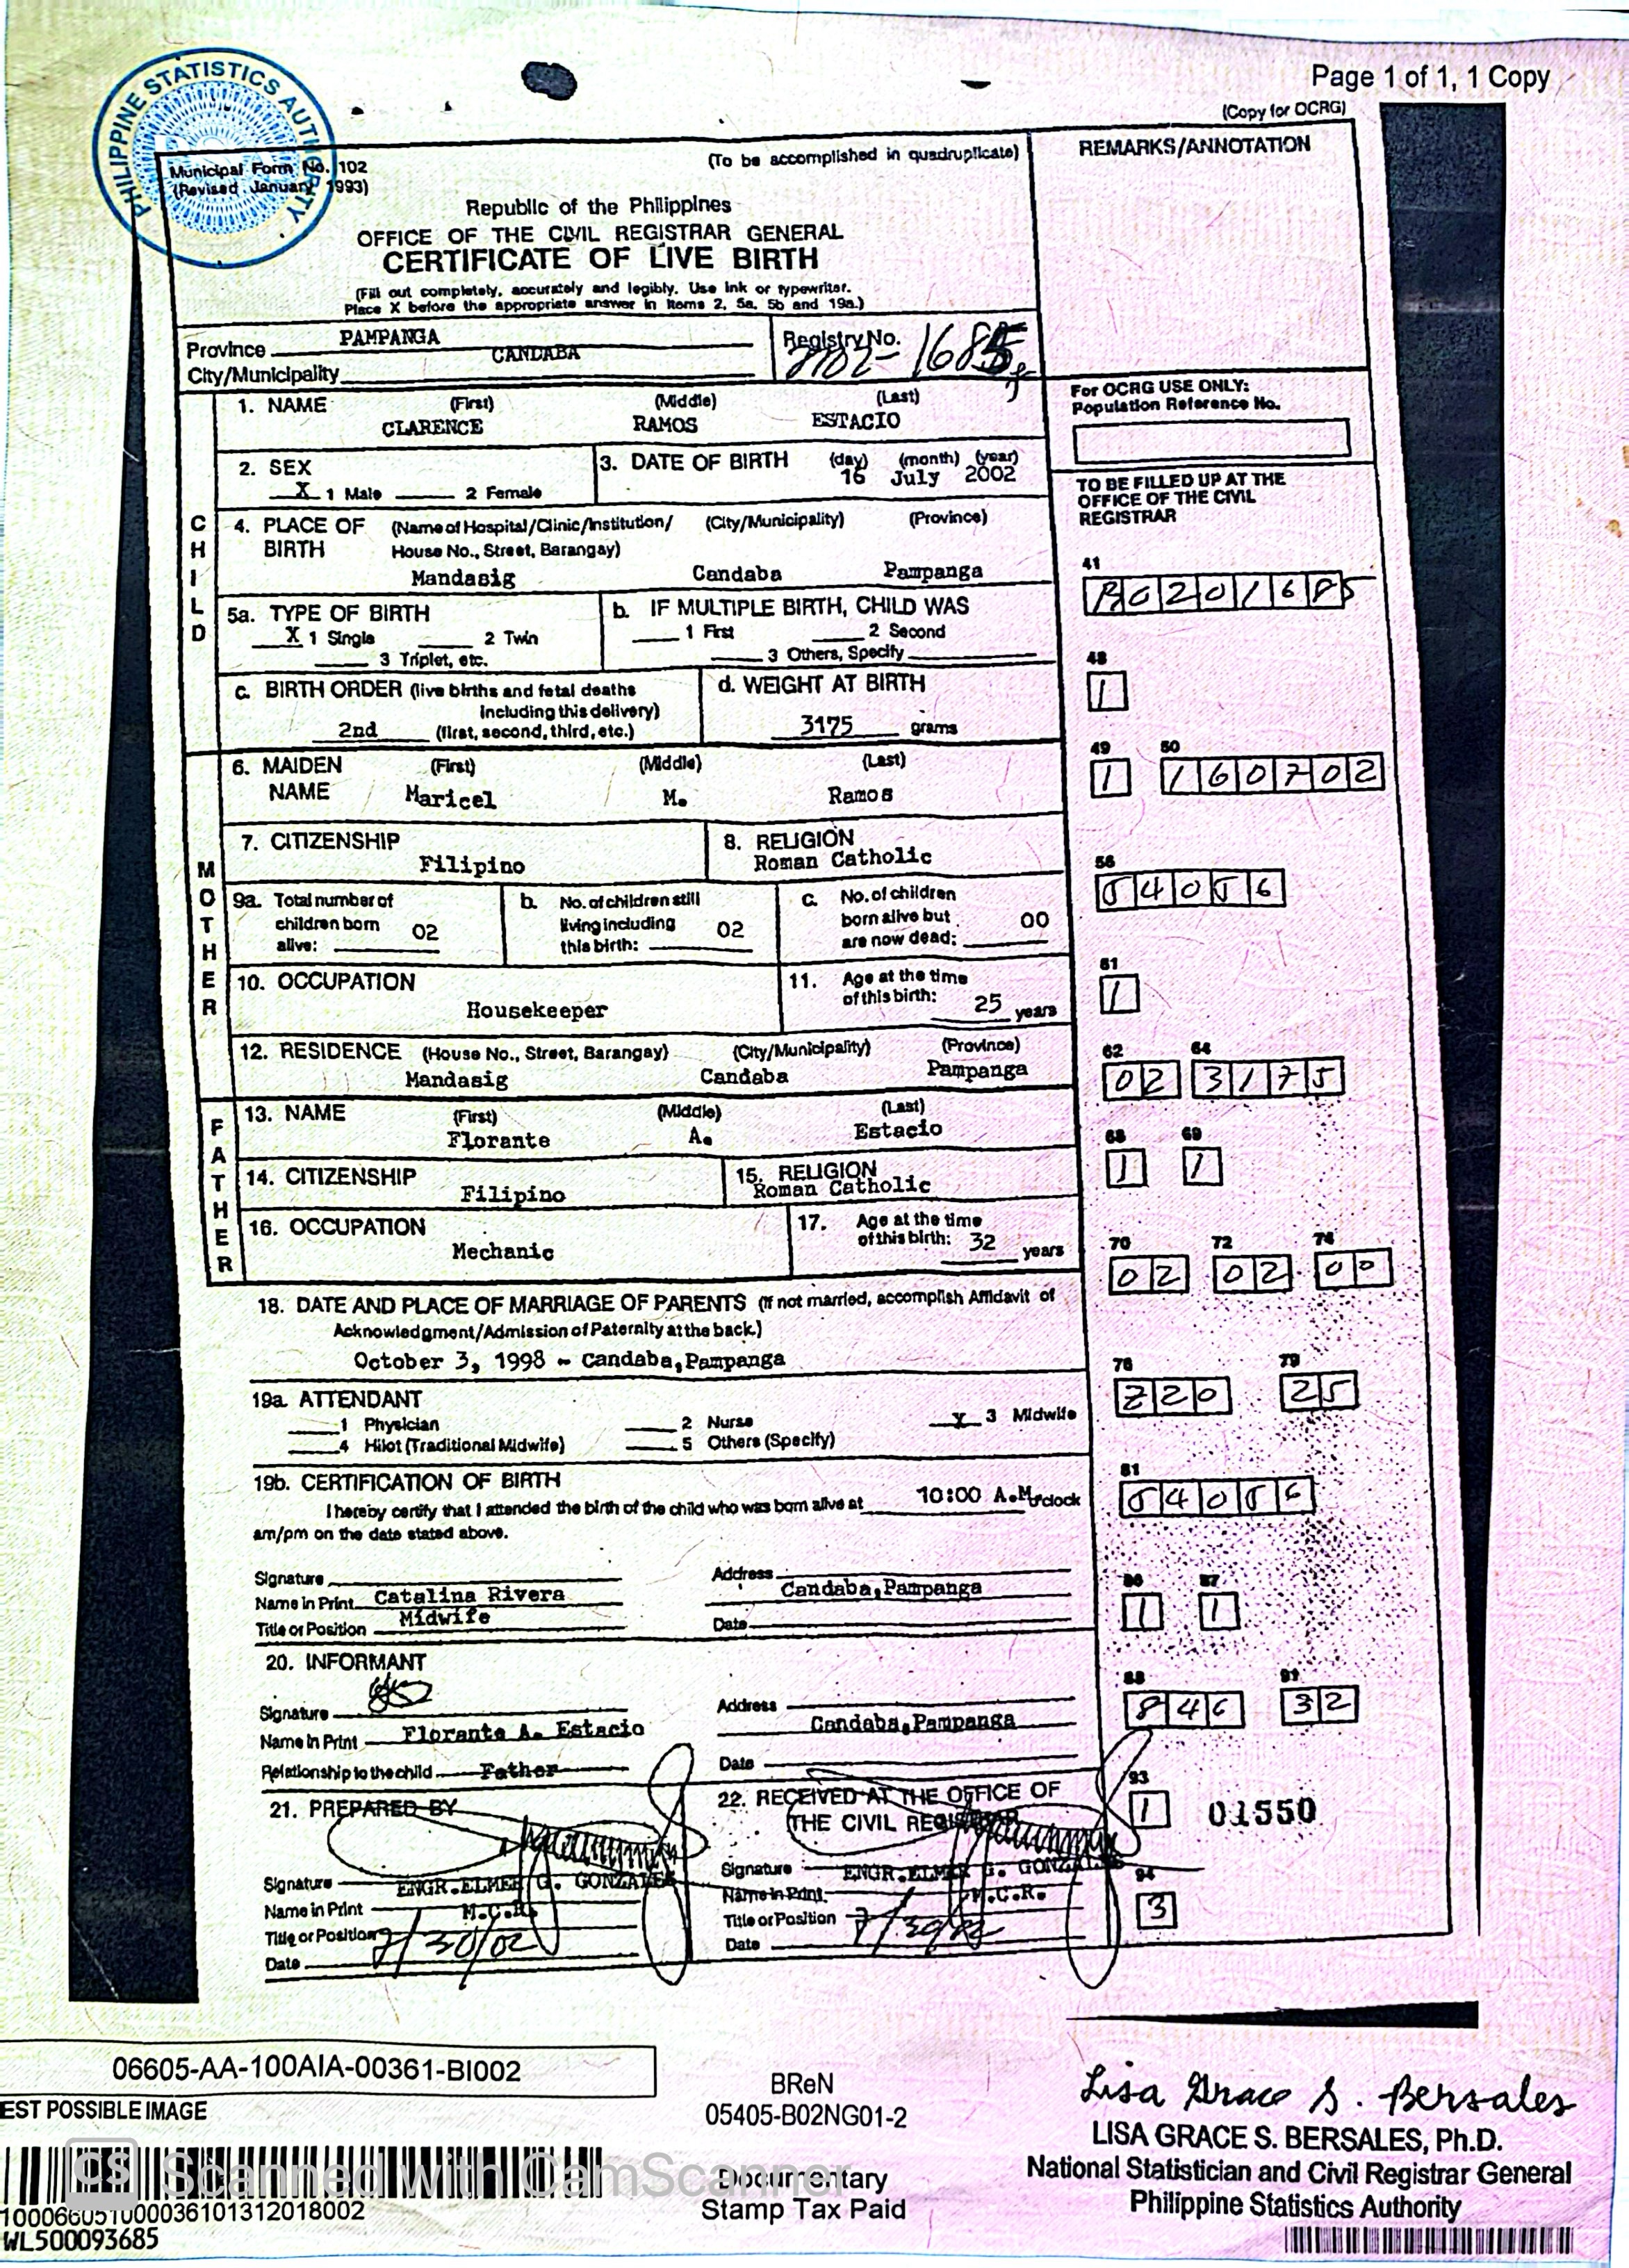 Page 1 of 1, 1 Copy
(Copy for OCRG)
PHILIPPINE STATISTICS AUTHORITY
Municipal Form No. 102
(Revised January 1993)
(To be accomplished in quadruplicate)
REMARKS/ANNOTATION
Republic of the Philippines
OFFICE OF THE CIVIL REGISTRAR GENERAL
CERTIFICATE OF LIVE BIRTH
(Fill out completely, accurately and legibly. Use ink or typewriter.
Place X before the appropriate answer in items 2, 5a, 5b and 19a.)
Province PAMPANGA
City/Municipality CANDABA
Registry No.
For OCRG USE ONLY:
Population Reference No.
CHILD
1. NAME (First) (Middle) (Last)
CLARENCE RAMOS ESTACIO
2. SEX
X 1 Male 2 Female
3. DATE OF BIRTH (day) (month) (year)
16 July 2002
TO BE FILLED UP AT THE
OFFICE OF THE CIVIL
REGISTRAR
4. PLACE OF BIRTH (Name of Hospital/Clinic/Institution/ (City/Municipality) (Province)
House No., Street, Barangay)
Mandasig Candaba Pampanga
41
5a. TYPE OF BIRTH
X 1 Single 2 Twin
3 Triplet, etc.
b. IF MULTIPLE BIRTH, CHILD WAS
1 First 2 Second
3 Others, Specify
48
1
c. BIRTH ORDER (live births and fetal deaths
including this delivery)
2nd (first, second, third, etc.)
d. WEIGHT AT BIRTH
3175 grams
49 50
1 160702
MOTHER
6. MAIDEN NAME (First) (Middle) (Last)
Maricel M. Ramos
7. CITIZENSHIP
Filipino
8. RELIGION
Roman Catholic
56
54056
9a. Total number of
children born
alive: 02
b. No. of children still
living including
this birth: 02
c. No. of children
born alive but
are now dead: 00
10. OCCUPATION
Housekeeper
11. Age at the time
of this birth: 25 years
61
1
12. RESIDENCE (House No., Street, Barangay) (City/Municipality) (Province)
Mandasig Candaba Pampanga
62 64
02 3175
FATHER
13. NAME (First) (Middle) (Last)
Florante A. Estacio
68 69
1 1
14. CITIZENSHIP
Filipino
15. RELIGION
Roman Catholic
16. OCCUPATION
Mechanic
17. Age at the time
of this birth: 32 years
70 72 74
02 02 00
18. DATE AND PLACE OF MARRIAGE OF PARENTS (If not married, accomplish Affidavit of
Acknowledgment/Admission of Paternity at the back.)
October 3, 1998 - Candaba, Pampanga
76 79
220 25
19a. ATTENDANT
1 Physician 2 Nurse X 3 Midwife
4 Hilot (Traditional Midwife) 5 Others (Specify)
19b. CERTIFICATION OF BIRTH
I hereby certify that I attended the birth of the child who was born alive at 10:00 A.M. o'clock
am/pm on the date stated above.
81
54056
Signature
Name in Print Catalina Rivera
Title or Position Midwife
Address Candaba, Pampanga
Date
86 87
1 1
20. INFORMANT
Signature
Name in Print Florante A. Estacio
Relationship to the child Father
Address Candaba, Pampanga
Date
88 91
846 32
21. PREPARED BY
Signature
ENGR. ELMER G. GONZALES
Name in Print
M.C.R.
Title or Position
Date 7/30/02
22. RECEIVED AT THE OFFICE OF
THE CIVIL REGISTRAR
Signature
ENGR. ELMER G. GONZALES
Name in Print
M.C.R.
Title or Position
Date
93
1 01550
94
3
06605-AA-100AIA-00361-BI002
EST POSSIBLE IMAGE
BReN
05405-B02NG01-2
Lisa Grace S. Bersales
LISA GRACE S. BERSALES, Ph.D.
National Statistician and Civil Registrar General
Philippine Statistics Authority
CS Scanned with CamScanner
Documentary
Stamp Tax Paid
WL500093685